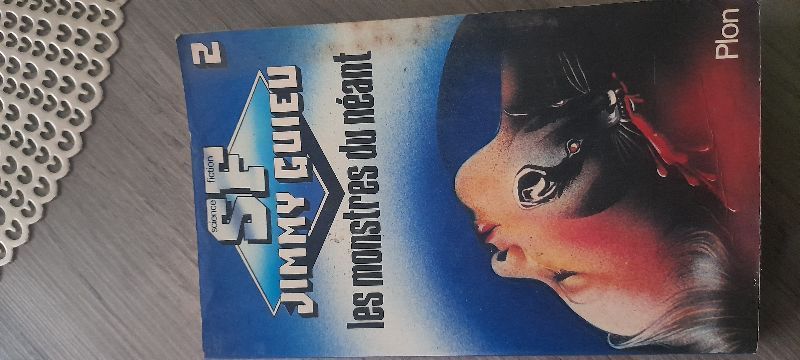 2
science fiction
SF
JIMMY GUIEU
les monstres du néant
Plon